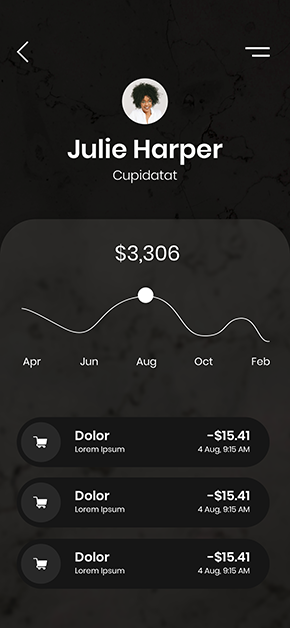 Julie Harper
Cupidatat
$3,306
Apr Jun Aug Oct Feb
Dolor -$15.41
Lorem Ipsum 4 Aug, 9:15 AM
Dolor -$15.41
Lorem Ipsum 4 Aug, 9:15 AM
Dolor -$15.41
Lorem Ipsum 4 Aug, 9:15 AM